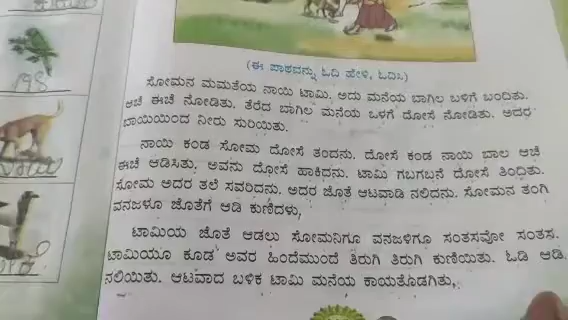 (ಈ ಪಾಠವನ್ನು ಓದಿ ಹೇಳಿ, ಓದಿಸಿ)
ಸೋಮನ ಮಮತೆಯ ನಾಯಿ ಟಾಮಿ. ಅದು ಮನೆಯ ಬಾಗಿಲ ಬಳಿಗೆ ಬಂದಿತು.
ಆಚೆ ಈಚೆ ನೋಡಿತು. ತೆರೆದ ಬಾಗಿಲ ಮನೆಯ ಒಳಗೆ ದೋಸೆ ನೋಡಿತು. ಅದರ
ಬಾಯಿಯಿಂದ ನೀರು ಸುರಿಯಿತು.
ನಾಯಿ ಕಂಡ ಸೋಮ ದೋಸೆ ತಂದನು. ದೋಸೆ ಕಂಡ ನಾಯಿ ಬಾಲ ಆಚೆ
ಈಚೆ ಆಡಿಸಿತು. ಅವನು ದೋಸೆ ಹಾಕಿದನು. ಟಾಮಿ ಗಬಗಬನೆ ದೋಸೆ ತಿಂದಿತು.
ಸೋಮ ಅದರ ತಲೆ ಸವರಿದನು. ಅದರ ಜೊತೆ ಆಟವಾಡಿ ನಲಿದನು. ಸೋಮನ ತಂಗಿ
ವನಜಳೂ ಜೊತೆಗೆ ಆಡಿ ಕುಣಿದಳು,
ಟಾಮಿಯ ಜೊತೆ ಆಡಲು ಸೋಮನಿಗೂ ವನಜಳಿಗೂ ಸಂತಸವೋ ಸಂತಸ.
ಟಾಮಿಯೂ ಕೂಡ ಅವರ ಹಿಂದೆಮುಂದೆ ತಿರುಗಿ ತಿರುಗಿ ಕುಣಿಯಿತು. ಓಡಿ ಆಡಿ
ನಲಿಯಿತು. ಆಟವಾದ ಬಳಿಕ ಟಾಮಿ ಮನೆಯ ಕಾಯತೊಡಗಿತು,